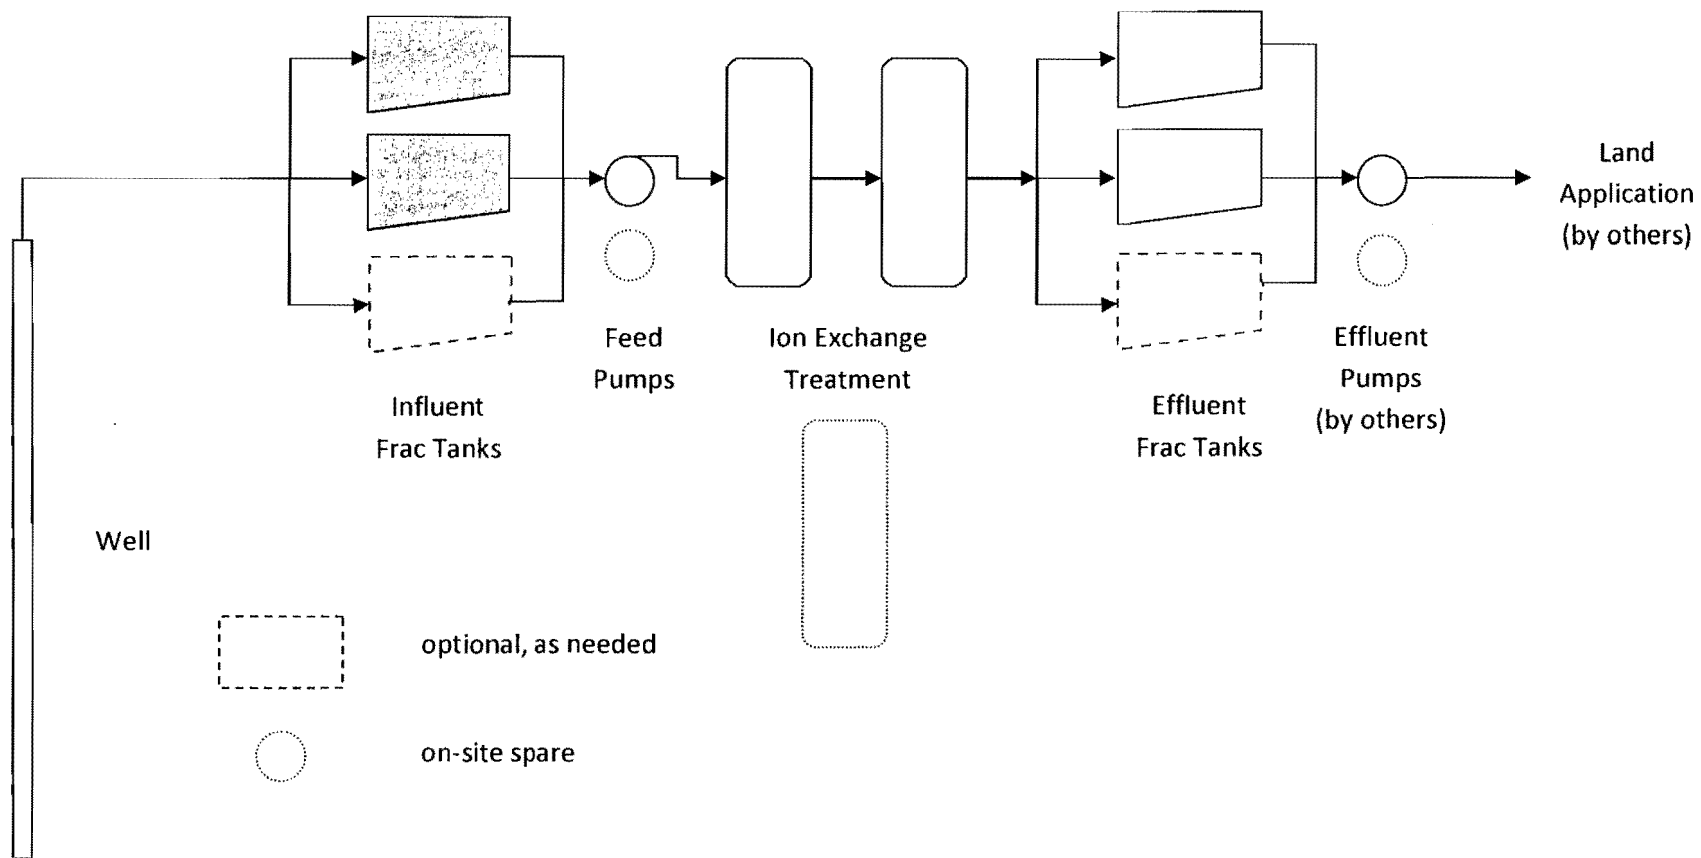 Land
Application
(by others)
Feed
Pumps
Ion Exchange
Treatment
Effluent
Pumps
(by others)
Influent
Frac Tanks
Effluent
Frac Tanks
Well
optional, as needed
on-site spare